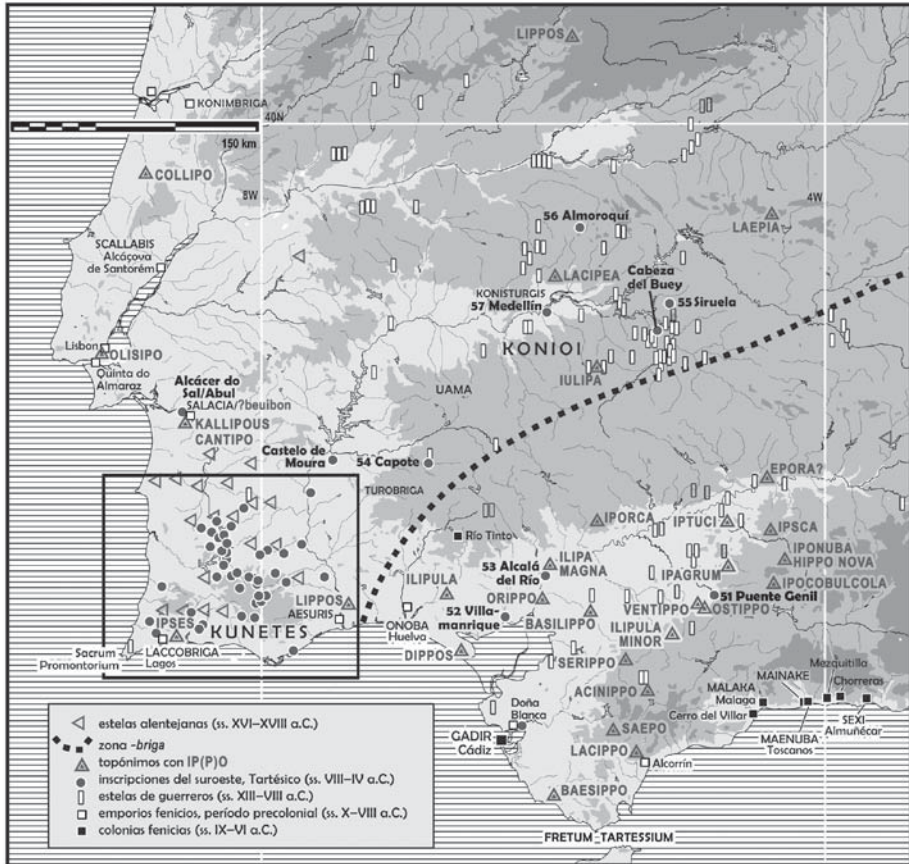 LIPPOS
KONIMBRIGA
40N
150 km
COLLIPO
8W
4W
56 Almoroquí
LAEPIA
SCALLABIS
Alcáçova
de Santorém
LACIPEA
Cabeza
del Buey
KONISTURGIS
57 Medellín
55 Siruela
Lisbon
OLISIPO
KONIOI
Quinta do
Almaraz
IULIPA
Alcácer do
Sal/Abul
UAMA
SALACIA/?beuibon
KALLIPOUS
CANTIPO
Castelo de
Moura
54 Capote
EPORA?
TUROBRIGA
IPORCA
IPTUCI
IPSCA
Río Tinto
IPONUBA
HIPPO NOVA
53 Alcalá
del Río
ILIPA
MAGNA
IPAGRUM
IPOCOBULCOLA
ILIPULA
ORIPPO
51 Puente Genil
LIPPOS
VENTIPPO
OSTIPPO
IPSES
AESURIS
52 Villa-
manrique
BASILIPPO
KUNETES
ONOBA
Huelva
ILIPULA
MINOR
LACCOBRIGA
Lagos
Sacrum
Promontorium
DIPPOS
SERIPPO
Mezquitilla
MAINAKE
Chorreras
ACINIPPO
MALAKA
Malaga
Doña
Blanca
Cerro del Villar
SEXI
Almuñécar
GADIR
Cádiz
SAEPO
MAENUBA
Toscanos
LACIPPO
Alcorrín
BAESIPPO
FRETUM TARTESSIUM
estelas alentejanas (ss. XVI–XVIII a.C.)
zona -briga
topónimos con IP(P)O
inscripciones del suroeste, Tartésico (ss. VIII–IV a.C.)
estelas de guerreros (ss. XIII–VIII a.C.)
emporios fenicios, período precolonial (ss. X–VIII a.C.)
colonias fenicias (ss. IX–VI a.C.)